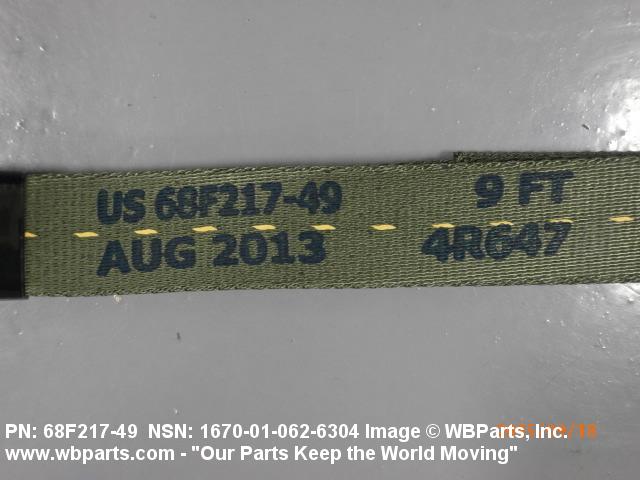 US 68F217-49 9 FT
AUG 2013 4R647
PN: 68F217-49 NSN: 1670-01-062-6304 Image © WBParts, Inc.
www.wbparts.com - "Our Parts Keep the World Moving"